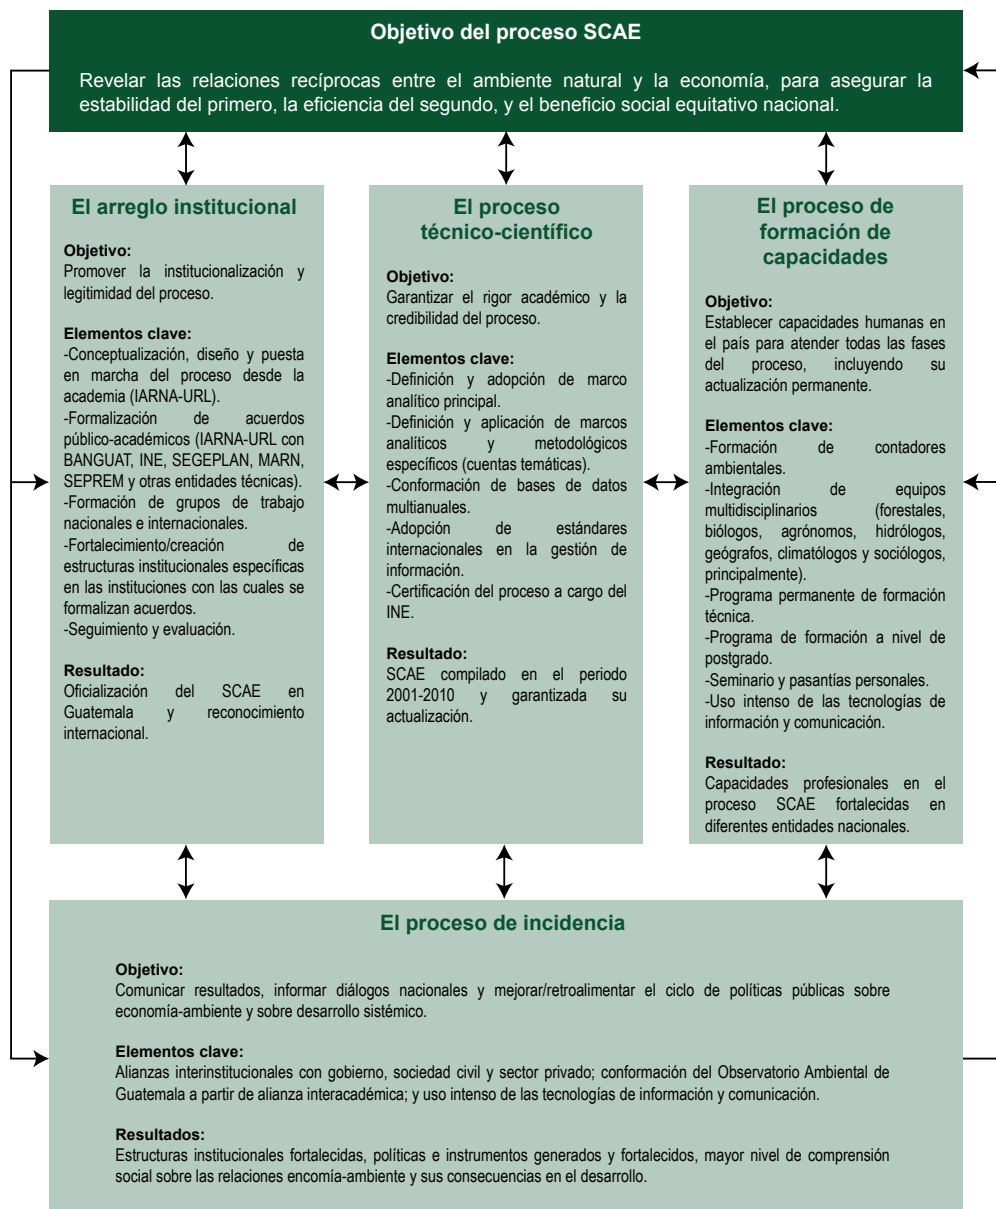 Objetivo del proceso SCAE
Revelar las relaciones recíprocas entre el ambiente natural y la economía, para asegurar la
estabilidad del primero, la eficiencia del segundo, y el beneficio social equitativo nacional.
El arreglo institucional
Objetivo:
Promover la institucionalización y
legitimidad del proceso.
Elementos clave:
-Conceptualización, diseño y puesta
en marcha del proceso desde la
academia (IARNA-URL).
-Formalización de acuerdos
público-académicos (IARNA-URL con
BANGUAT, INE, SEGEPLAN, MARN,
SEPREM y otras entidades técnicas).
-Formación de grupos de trabajo
nacionales e internacionales.
-Fortalecimiento/creación de
estructuras institucionales específicas
en las instituciones con las cuales se
formalizan acuerdos.
-Seguimiento y evaluación.
Resultado:
Oficialización del SCAE en
Guatemala y reconocimiento
internacional.
El proceso
técnico-científico
Objetivo:
Garantizar el rigor académico y la
credibilidad del proceso.
Elementos clave:
-Definición y adopción de marco
analítico principal.
-Definición y aplicación de marcos
analíticos y metodológicos
específicos (cuentas temáticas).
-Conformación de bases de datos
multianuales.
-Adopción de estándares
internacionales en la gestión de
información.
-Certificación del proceso a cargo del
INE.
Resultado:
SCAE compilado en el periodo
2001-2010 y garantizada su
actualización.
El proceso de
formación de
capacidades
Objetivo:
Establecer capacidades humanas en
el país para atender todas las fases
del proceso, incluyendo su
actualización permanente.
Elementos clave:
-Formación de contadores
ambientales.
-Integración de equipos
multidisciplinarios (forestales,
biólogos, agrónomos, hidrólogos,
geógrafos, climatólogos y sociólogos,
principalmente).
-Programa permanente de formación
técnica.
-Programa de formación a nivel de
postgrado.
-Seminario y pasantías personales.
-Uso intenso de las tecnologías de
información y comunicación.
Resultado:
Capacidades profesionales en el
proceso SCAE fortalecidas en
diferentes entidades nacionales.
El proceso de incidencia
Objetivo:
Comunicar resultados, informar diálogos nacionales y mejorar/retroalimentar el ciclo de políticas públicas sobre
economía-ambiente y sobre desarrollo sistémico.
Elementos clave:
Alianzas interinstitucionales con gobierno, sociedad civil y sector privado; conformación del Observatorio Ambiental de
Guatemala a partir de alianza interacadémica; y uso intenso de las tecnologías de información y comunicación.
Resultados:
Estructuras institucionales fortalecidas, políticas e instrumentos generados y fortalecidos, mayor nivel de comprensión
social sobre las relaciones encomía-ambiente y sus consecuencias en el desarrollo.